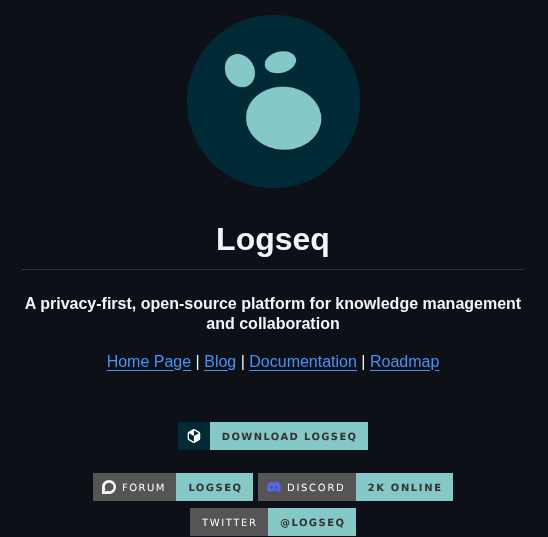 Logseq
A privacy-first, open-source platform for knowledge management
and collaboration
Home Page | Blog | Documentation | Roadmap
DOWNLOAD LOGSEQ
FORUM LOGSEQ DISCORD 2K ONLINE
TWITTER @LOGSEQ